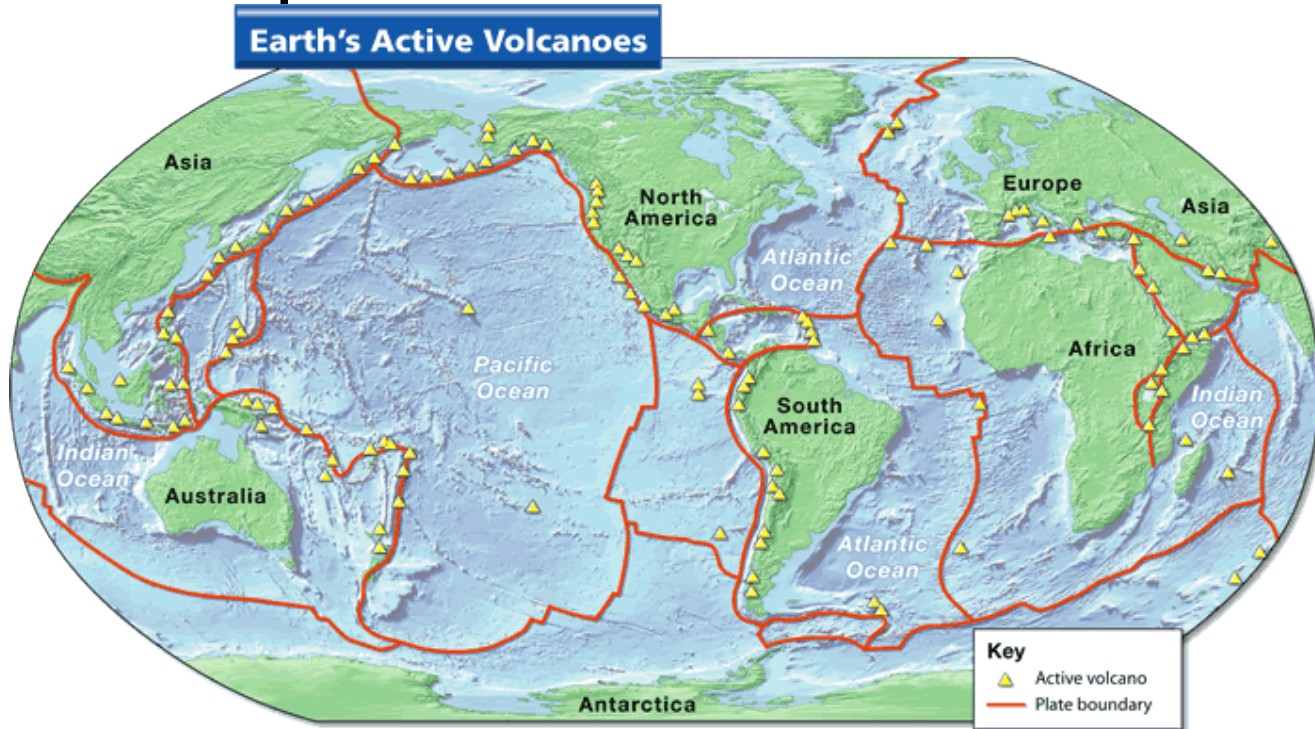 Earth's Active Volcanoes
Asia
North
America
Europe
Asia
Atlantic
Ocean
Pacific
Ocean
Africa
South
America
Indian
Ocean
Indian
Ocean
Australia
Atlantic
Ocean
Antarctica
Key
Active volcano
Plate boundary